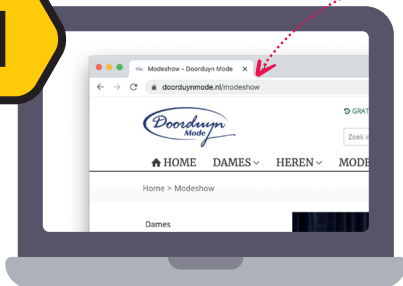 Modeshow - Doorduyn Mode
doorduynmode.nl/modeshow
Doorduyn
Mode
GRAT
Zoek i
HOME DAMES HEREN MODE
Home > Modeshow
Dames